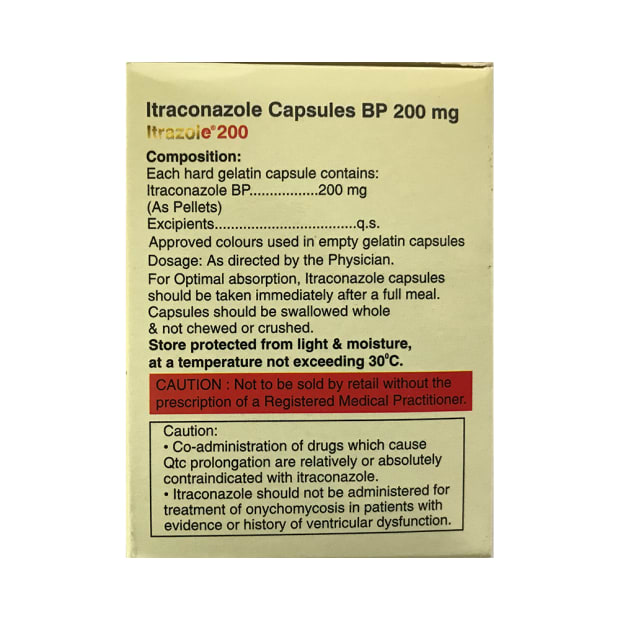 Itraconazole Capsules BP 200 mg
Itrazole®200
Composition:
Each hard gelatin capsule contains:
Itraconazole BP.................200 mg
(As Pellets)
Excipients...................................q.s.
Approved colours used in empty gelatin capsules
Dosage: As directed by the Physician.
For Optimal absorption, Itraconazole capsules
should be taken immediately after a full meal.
Capsules should be swallowed whole
& not chewed or crushed.
Store protected from light & moisture,
at a temperature not exceeding 30°C.
CAUTION : Not to be sold by retail without the
prescription of a Registered Medical Practitioner.
Caution:
• Co-administration of drugs which cause
Qtc prolongation are relatively or absolutely
contraindicated with itraconazole.
• Itraconazole should not be administered for
treatment of onychomycosis in patients with
evidence or history of ventricular dysfunction.